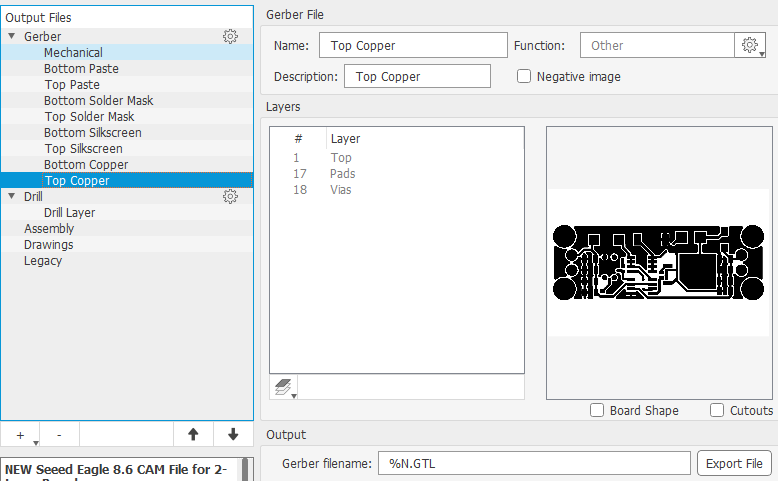 Output Files
Gerber
Mechanical
Bottom Paste
Top Paste
Bottom Solder Mask
Top Solder Mask
Bottom Silkscreen
Top Silkscreen
Bottom Copper
Top Copper
Drill
Drill Layer
Assembly
Drawings
Legacy
+ -
NEW Seeed Eagle 8.6 CAM File for 2-
Gerber File
Name: Top Copper Function: Other
Description: Top Copper Negative image
Layers
# Layer
1 Top
17 Pads
18 Vias
Board Shape Cutouts
Output
Gerber filename: %N.GTL Export File